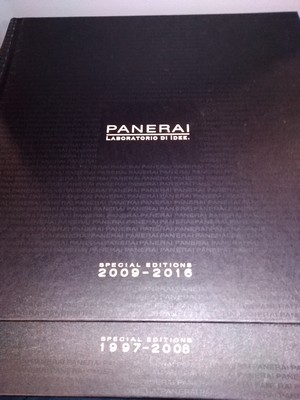 PANERAI
LABORATORIO DI IDEE.
SPECIAL EDITIONS
2009-2016
SPECIAL EDITIONS
1997-2008